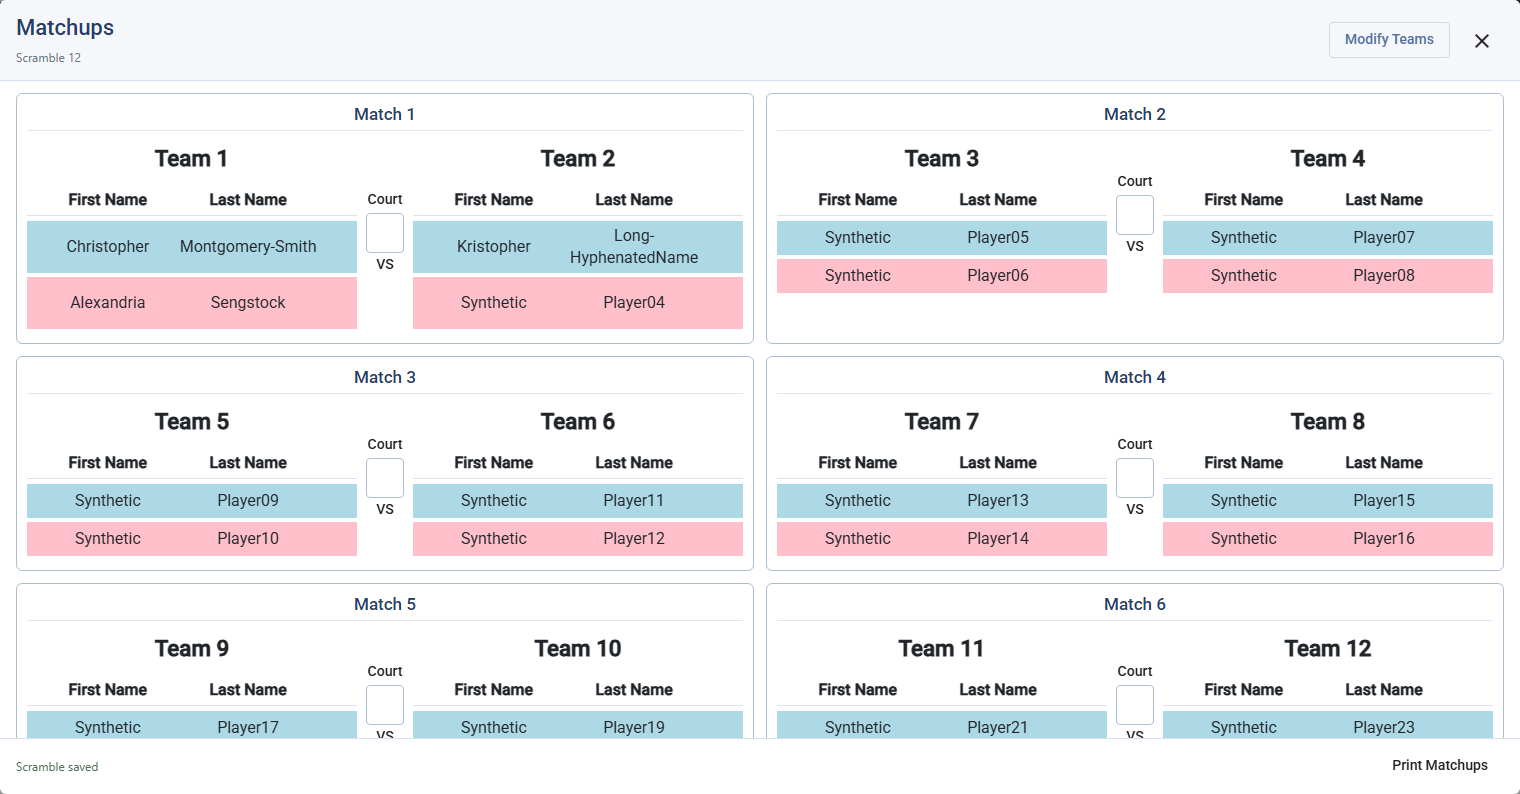 Matchups
Scramble 12
Modify Teams
Match 1
Team 1
Team 2
First Name Last Name
Court
First Name Last Name
Christopher Montgomery-Smith
VS
Kristopher Long-
HyphenatedName
Alexandria Sengstock
Synthetic Player04
Match 2
Team 3
Team 4
First Name Last Name
Court
First Name Last Name
Synthetic Player05
VS
Synthetic Player07
Synthetic Player06
Synthetic Player08
Match 3
Team 5
Team 6
First Name Last Name
Court
First Name Last Name
Synthetic Player09
VS
Synthetic Player11
Synthetic Player10
Synthetic Player12
Match 4
Team 7
Team 8
First Name Last Name
Court
First Name Last Name
Synthetic Player13
VS
Synthetic Player15
Synthetic Player14
Synthetic Player16
Match 5
Team 9
Team 10
First Name Last Name
Court
First Name Last Name
Synthetic Player17
VS
Synthetic Player19
Match 6
Team 11
Team 12
First Name Last Name
Court
First Name Last Name
Synthetic Player21
VS
Synthetic Player23
Scramble saved
Print Matchups